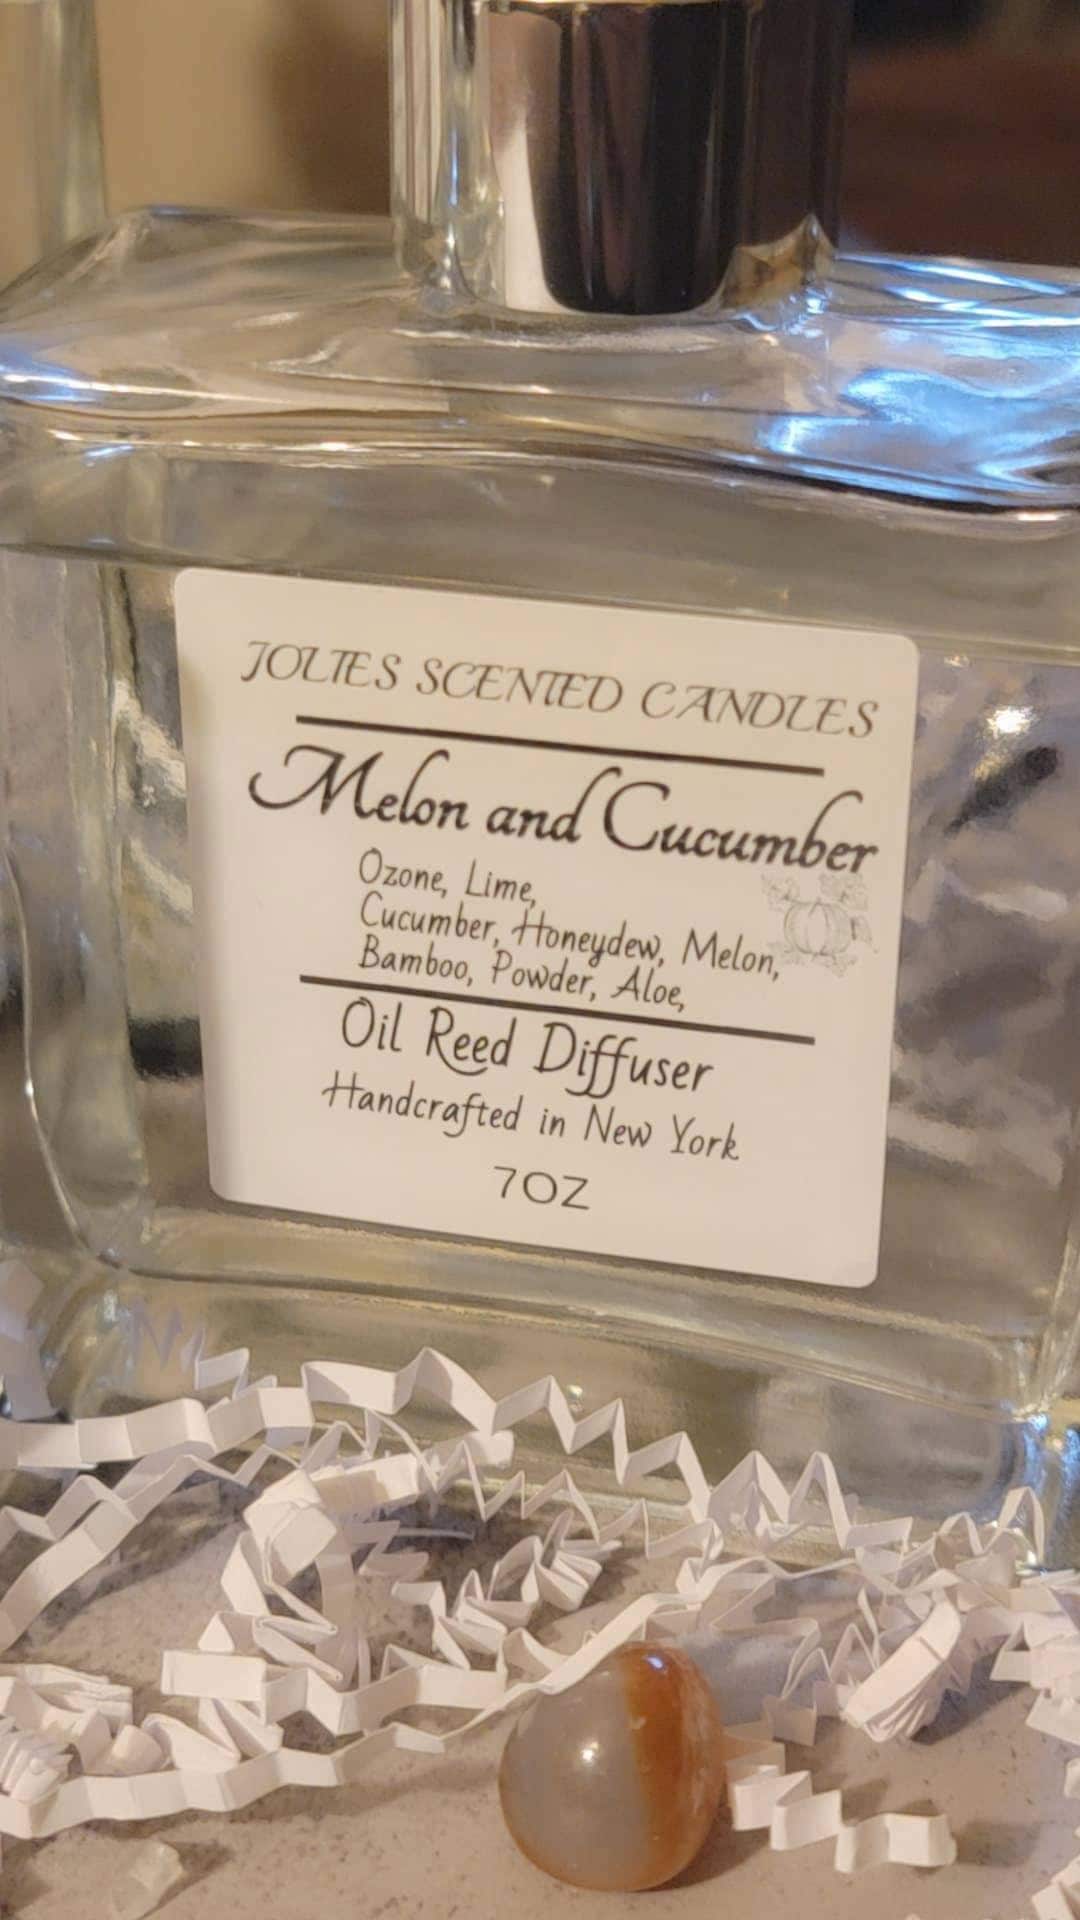 JOLIES SCENTED CANDLES
Melon and Cucumber
Ozone, Lime,
Cucumber, Honeydew, Melon,
Bamboo, Powder, Aloe,
Oil Reed Diffuser
Handcrafted in New York
7OZ